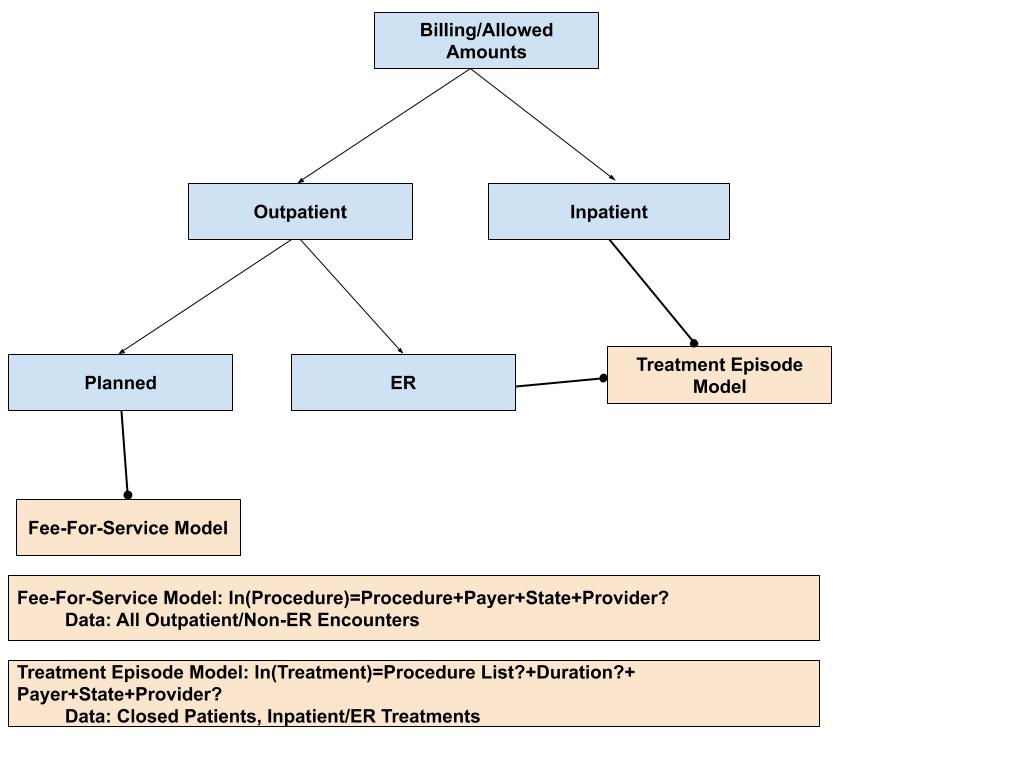 Billing/Allowed
Amounts
Outpatient
Inpatient
Planned
ER
Treatment Episode
Model
Fee-For-Service Model
Fee-For-Service Model: ln(Procedure)=Procedure+Payer+State+Provider?
Data: All Outpatient/Non-ER Encounters
Treatment Episode Model: ln(Treatment)=Procedure List?+Duration?+
Payer+State+Provider?
Data: Closed Patients, Inpatient/ER Treatments